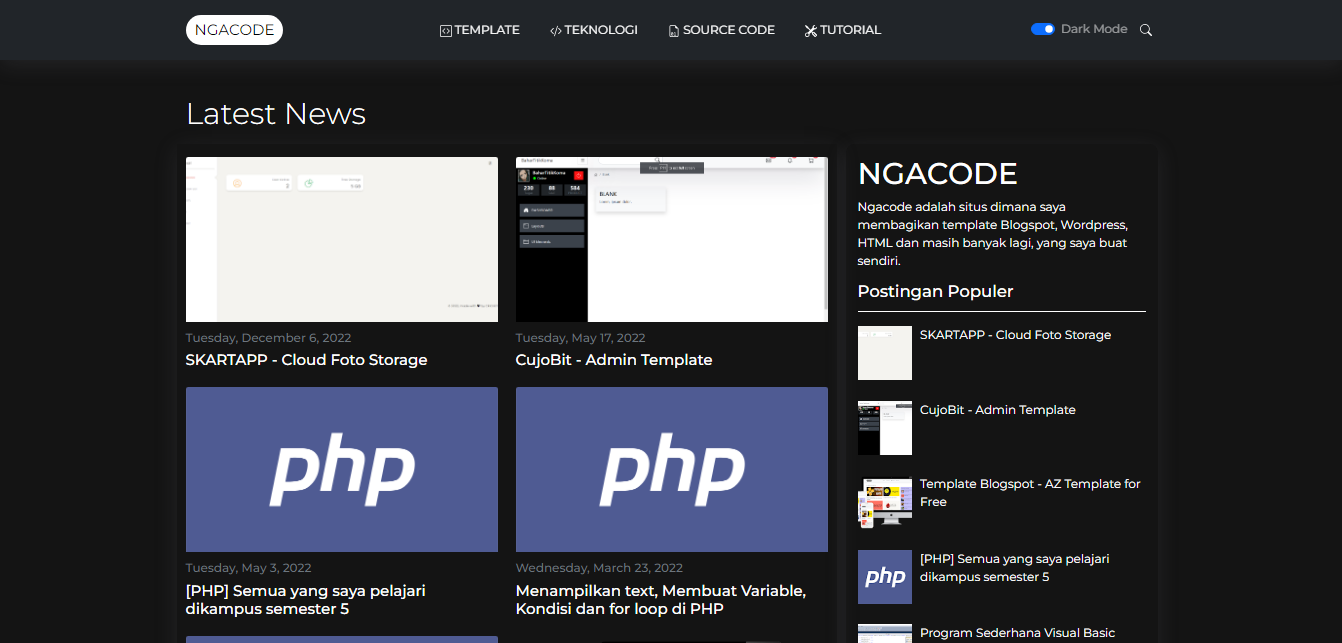 NGACODE
TEMPLATE
TEKNOLOGI
SOURCE CODE
TUTORIAL
Dark Mode
Latest News
Tuesday, December 6, 2022
SKARTAPP - Cloud Foto Storage
BLANK
230
88
584
Tuesday, May 17, 2022
CujoBit - Admin Template
php
Tuesday, May 3, 2022
[PHP] Semua yang saya pelajari
dikampus semester 5
php
Wednesday, March 23, 2022
Menampilkan text, Membuat Variable,
Kondisi dan for loop di PHP
NGACODE
Ngacode adalah situs dimana saya
membagikan template Blogspot, Wordpress,
HTML dan masih banyak lagi, yang saya buat
sendiri.
Postingan Populer
SKARTAPP - Cloud Foto Storage
CujoBit - Admin Template
Template Blogspot - AZ Template for
Free
php
[PHP] Semua yang saya pelajari
dikampus semester 5
Program Sederhana Visual Basic